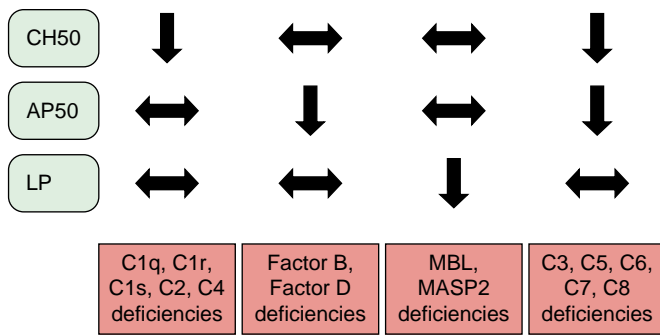 CH50
AP50
LP
C1q, C1r,
C1s, C2, C4
deficiencies
Factor B,
Factor D
deficiencies
MBL,
MASP2
deficiencies
C3, C5, C6,
C7, C8
deficiencies